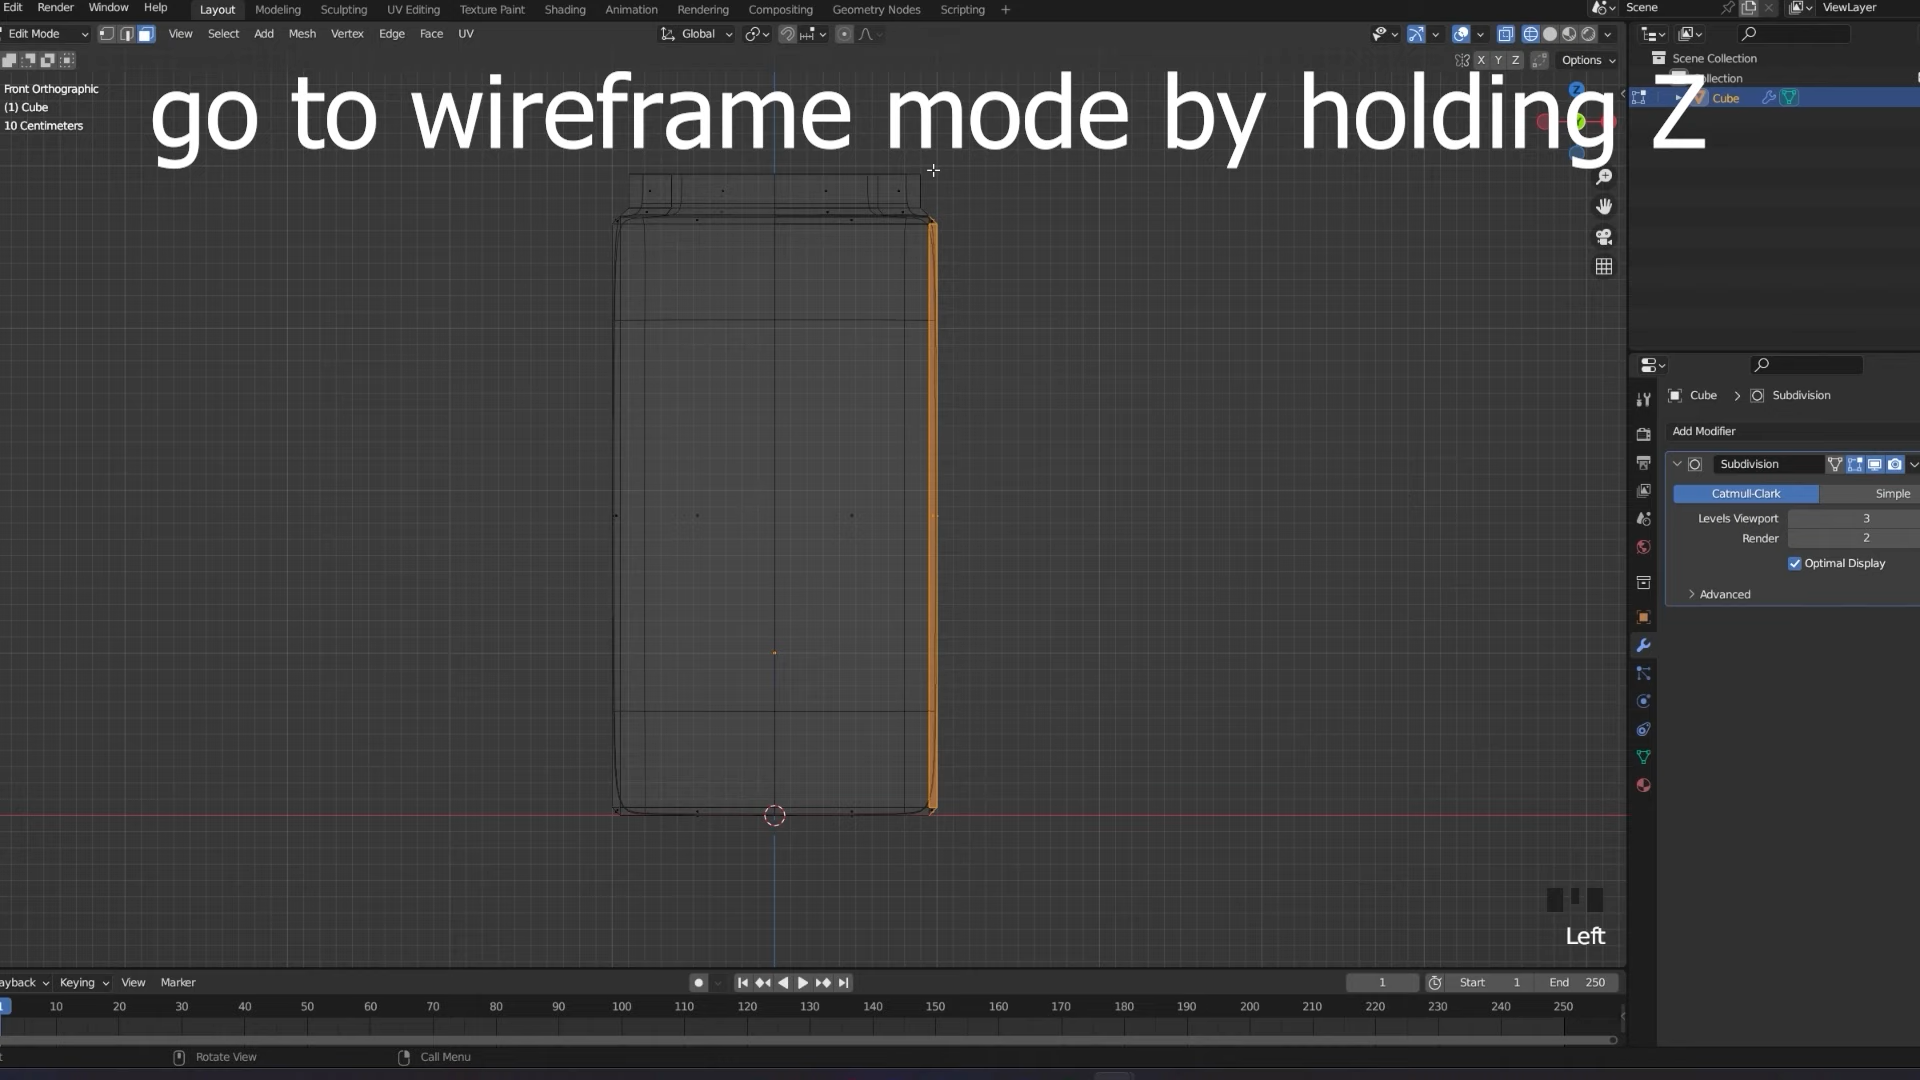 Edit Render Window Help Layout Modeling Sculpting UV Editing Texture Paint Shading Animation Rendering Compositing Geometry Nodes Scripting + Scene ViewLayer
Edit Mode View Select Add Mesh Vertex Edge Face UV Global
X Y Z Options
Scene Collection
Front Orthographic
(1) Cube
10 Centimeters
go to wireframe mode by holding Z
Z
Cube
Cube > Subdivision
Add Modifier
Subdivision
Catmull-Clark Simple
Levels Viewport 3
Render 2
Optimal Display
Advanced
Left
Keying View Marker 1 Start 1 End 250
10 20 30 40 50 60 70 80 90 100 110 120 130 140 150 160 170 180 190 200 210 220 230 240 250
Rotate View Call Menu